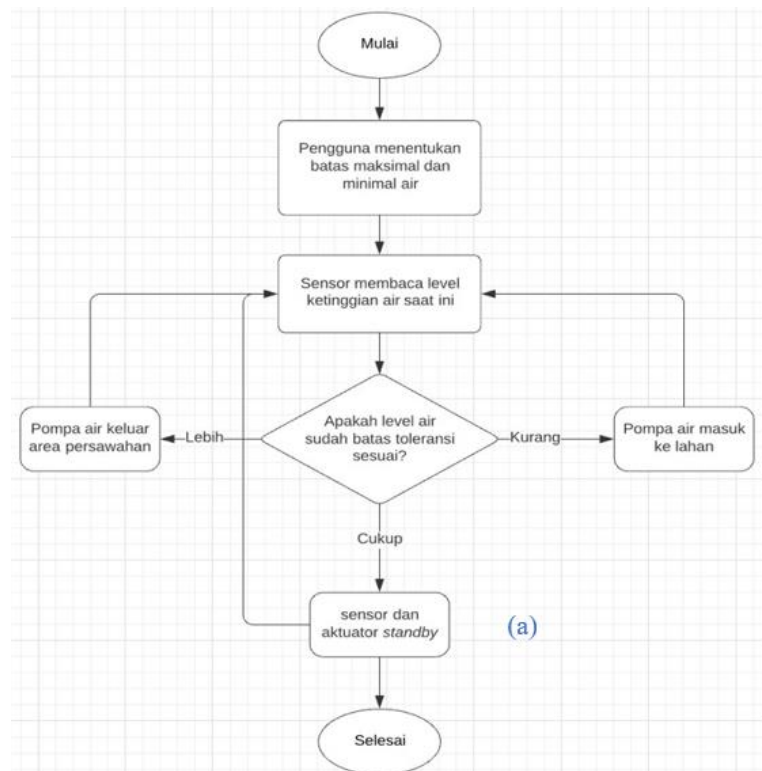 Mulai
Pengguna menentukan
batas maksimal dan
minimal air
Sensor membaca level
ketinggian air saat ini
Pompa air keluar
area persawahan
Lebih
Apakah level air
sudah batas toleransi
sesuai?
Kurang
Pompa air masuk
ke lahan
Cukup
sensor dan
aktuator standby
(a)
Selesai